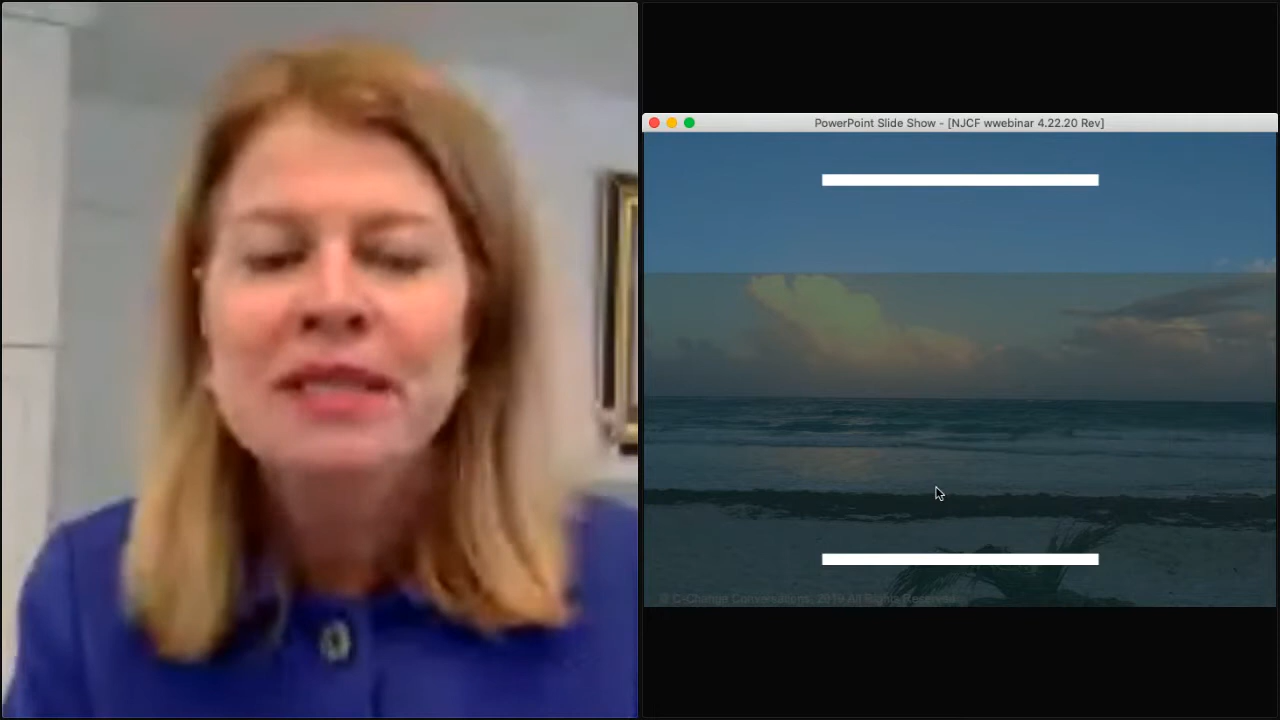 PowerPoint Slide Show - [NJCF wwebinar 4.22.20 Rev]
© C-Change Conversations, 2019 All Rights Reserved